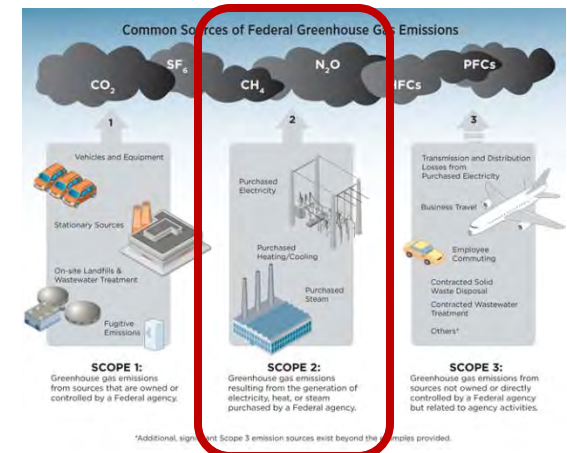 Common Sources of Federal Greenhouse Gas Emissions
SF6
N2O
PFCs
CO2
CH4
HFCs
1
2
3
Vehicles and Equipment
Stationary Sources
On-site Landfills &
Wastewater Treatment
Fugitive
Emissions
Purchased
Electricity
Purchased
Heating/Cooling
Purchased
Steam
Transmission and Distribution
Losses from
Purchased Electricity
Business Travel
Employee
Commuting
Contracted Solid
Waste Disposal
Contracted Wastewater
Treatment
Others*
SCOPE 1:
Greenhouse gas emissions
from sources that are owned or
controlled by a Federal agency.
SCOPE 2:
Greenhouse gas emissions
resulting from the generation of
electricity, heat, or steam
purchased by a Federal agency.
SCOPE 3:
Greenhouse gas emissions from
sources not owned or directly
controlled by a Federal agency
but related to agency activities.
*Additional, significant Scope 3 emission sources exist beyond the examples provided.